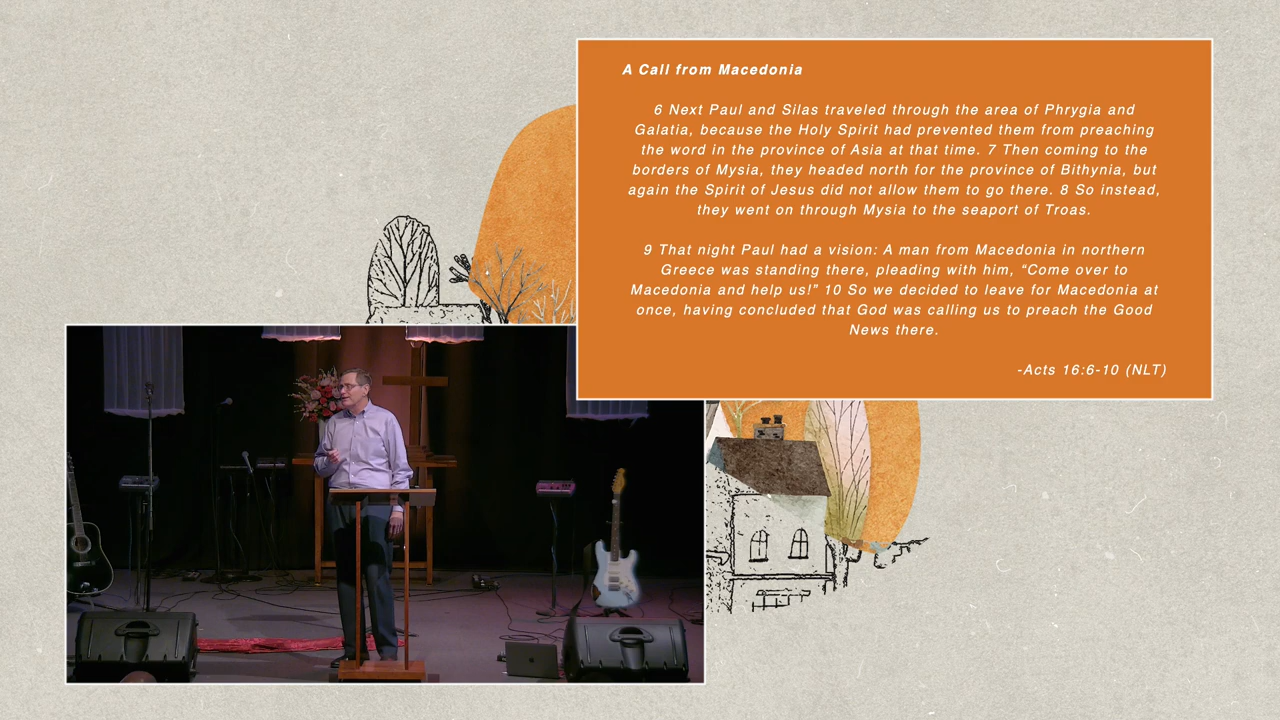 A Call from Macedonia
6 Next Paul and Silas traveled through the area of Phrygia and
Galatia, because the Holy Spirit had prevented them from preaching
the word in the province of Asia at that time. 7 Then coming to the
borders of Mysia, they headed north for the province of Bithynia, but
again the Spirit of Jesus did not allow them to go there. 8 So instead,
they went on through Mysia to the seaport of Troas.
9 That night Paul had a vision: A man from Macedonia in northern
Greece was standing there, pleading with him, “Come over to
Macedonia and help us!” 10 So we decided to leave for Macedonia at
once, having concluded that God was calling us to preach the Good
News there.
-Acts 16:6-10 (NLT)